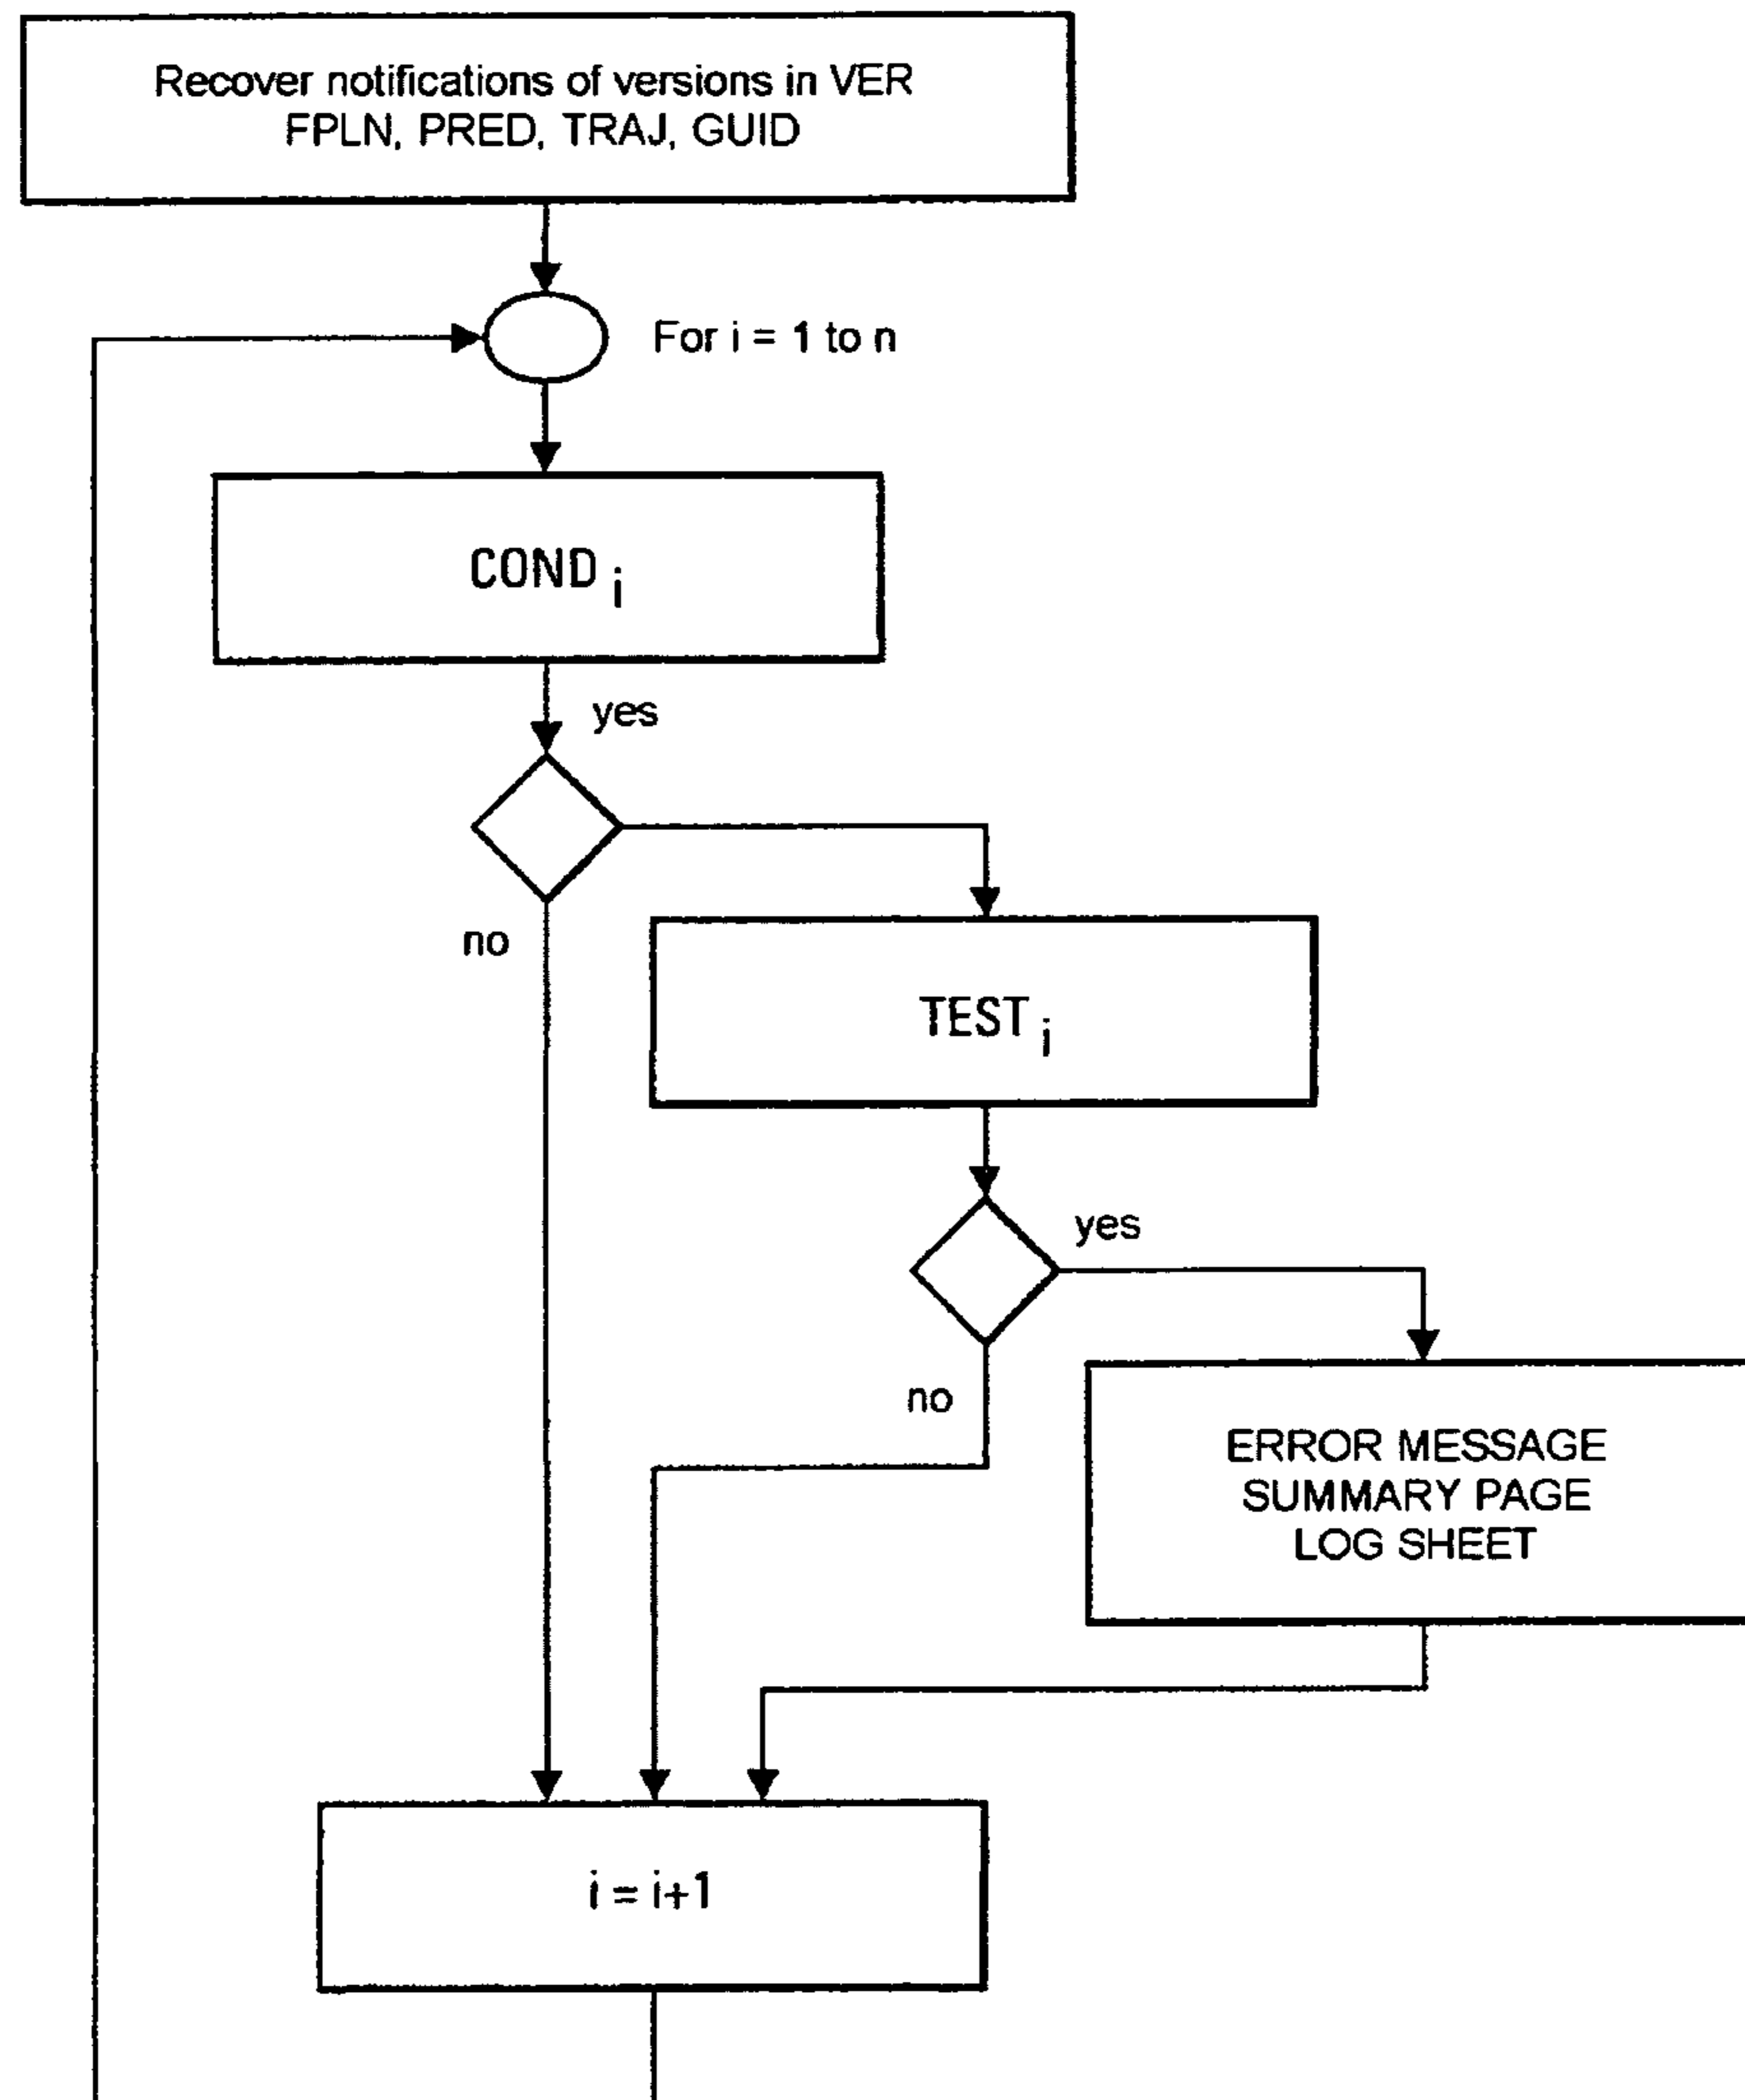 Recover notifications of versions in VER
FPLN, PRED, TRAJ, GUID
For i = 1 to n
COND i
yes
no
TEST i
yes
no
ERROR MESSAGE
SUMMARY PAGE
LOG SHEET
i = i+1